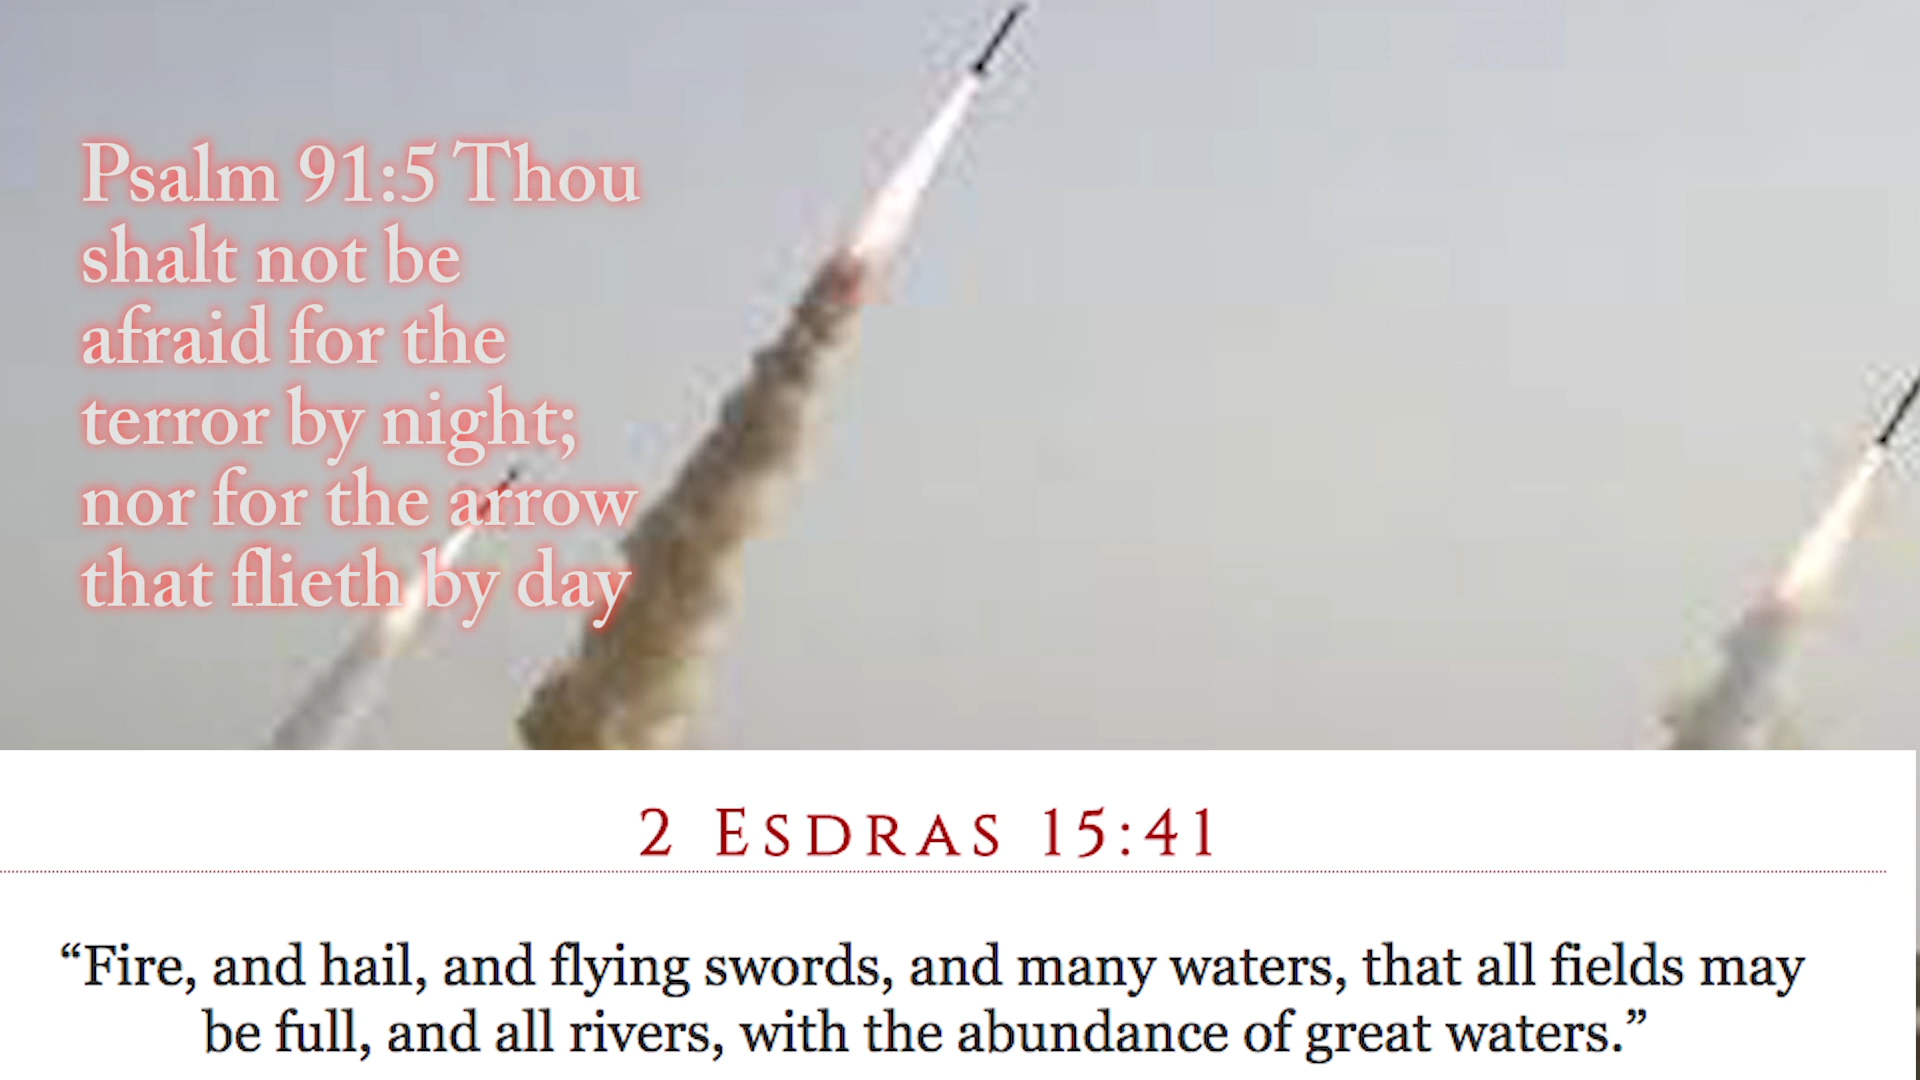 Psalm 91:5 Thou
shalt not be
afraid for the
terror by night;
nor for the arrow
that flieth by day
2 Esdras 15:41
“Fire, and hail, and flying swords, and many waters, that all fields may
be full, and all rivers, with the abundance of great waters.”